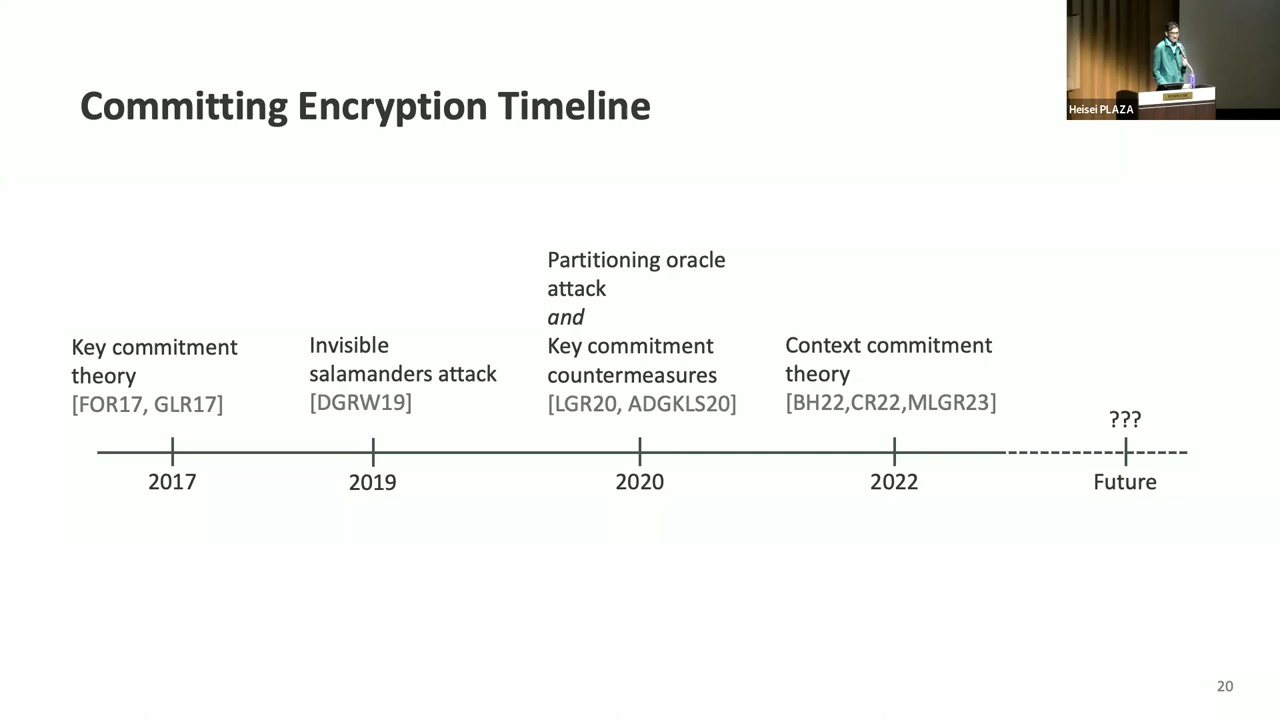 Committing Encryption Timeline
Heisei PLAZA
Key commitment
theory
[FOR17, GLR17]
Invisible
salamanders attack
[DGRW19]
Partitioning oracle
attack
and
Key commitment
countermeasures
[LGR20, ADGKLS20]
Context commitment
theory
[BH22,CR22,MLGR23]
???
2017
2019
2020
2022
Future
20